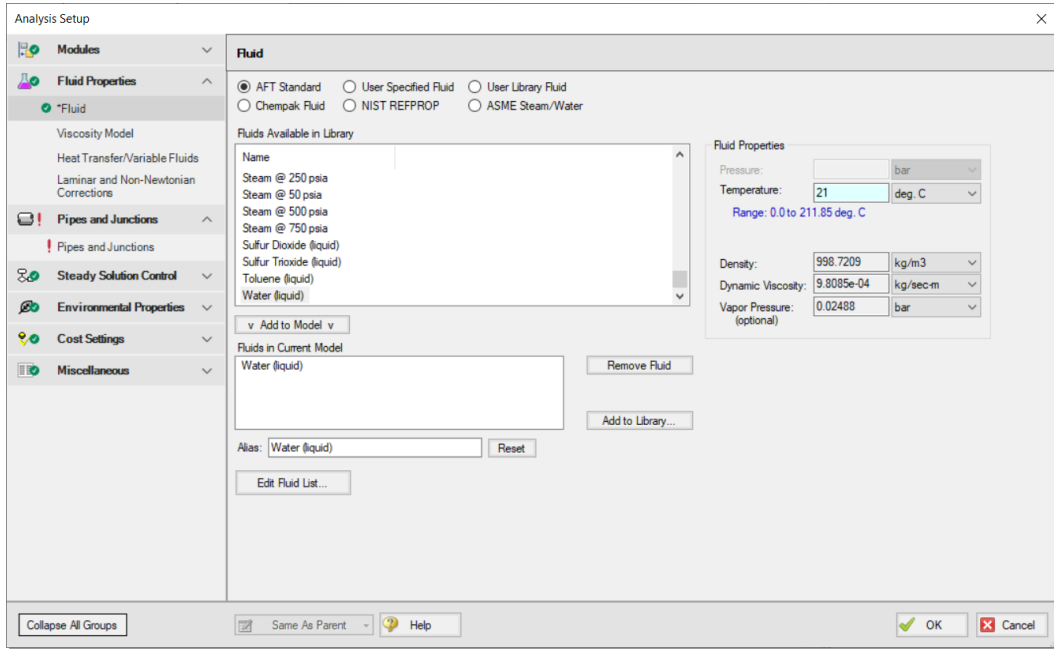 Analysis Setup
Modules
Fluid Properties
*Fluid
Viscosity Model
Heat Transfer/Variable Fluids
Laminar and Non-Newtonian
Corrections
Pipes and Junctions
Pipes and Junctions
Steady Solution Control
Environmental Properties
Cost Settings
Miscellaneous
Fluid
AFT Standard
User Specified Fluid
User Library Fluid
Chempak Fluid
NIST REFPROP
ASME Steam/Water
Fluids Available in Library
Name
Steam @ 250 psia
Steam @ 50 psia
Steam @ 500 psia
Steam @ 750 psia
Sulfur Dioxide (liquid)
Sulfur Trioxide (liquid)
Toluene (liquid)
Water (liquid)
v Add to Model v
Fluids in Current Model
Water (liquid)
Remove Fluid
Add to Library...
Alias: Water (liquid)
Reset
Edit Fluid List...
Fluid Properties
Pressure: bar
Temperature: 21 deg. C
Range: 0.0 to 211.85 deg. C
Density: 998.7209 kg/m3
Dynamic Viscosity: 9.8085e-04 kg/sec-m
Vapor Pressure: 0.02488 bar
(optional)
Collapse All Groups
Same As Parent
Help
OK
Cancel